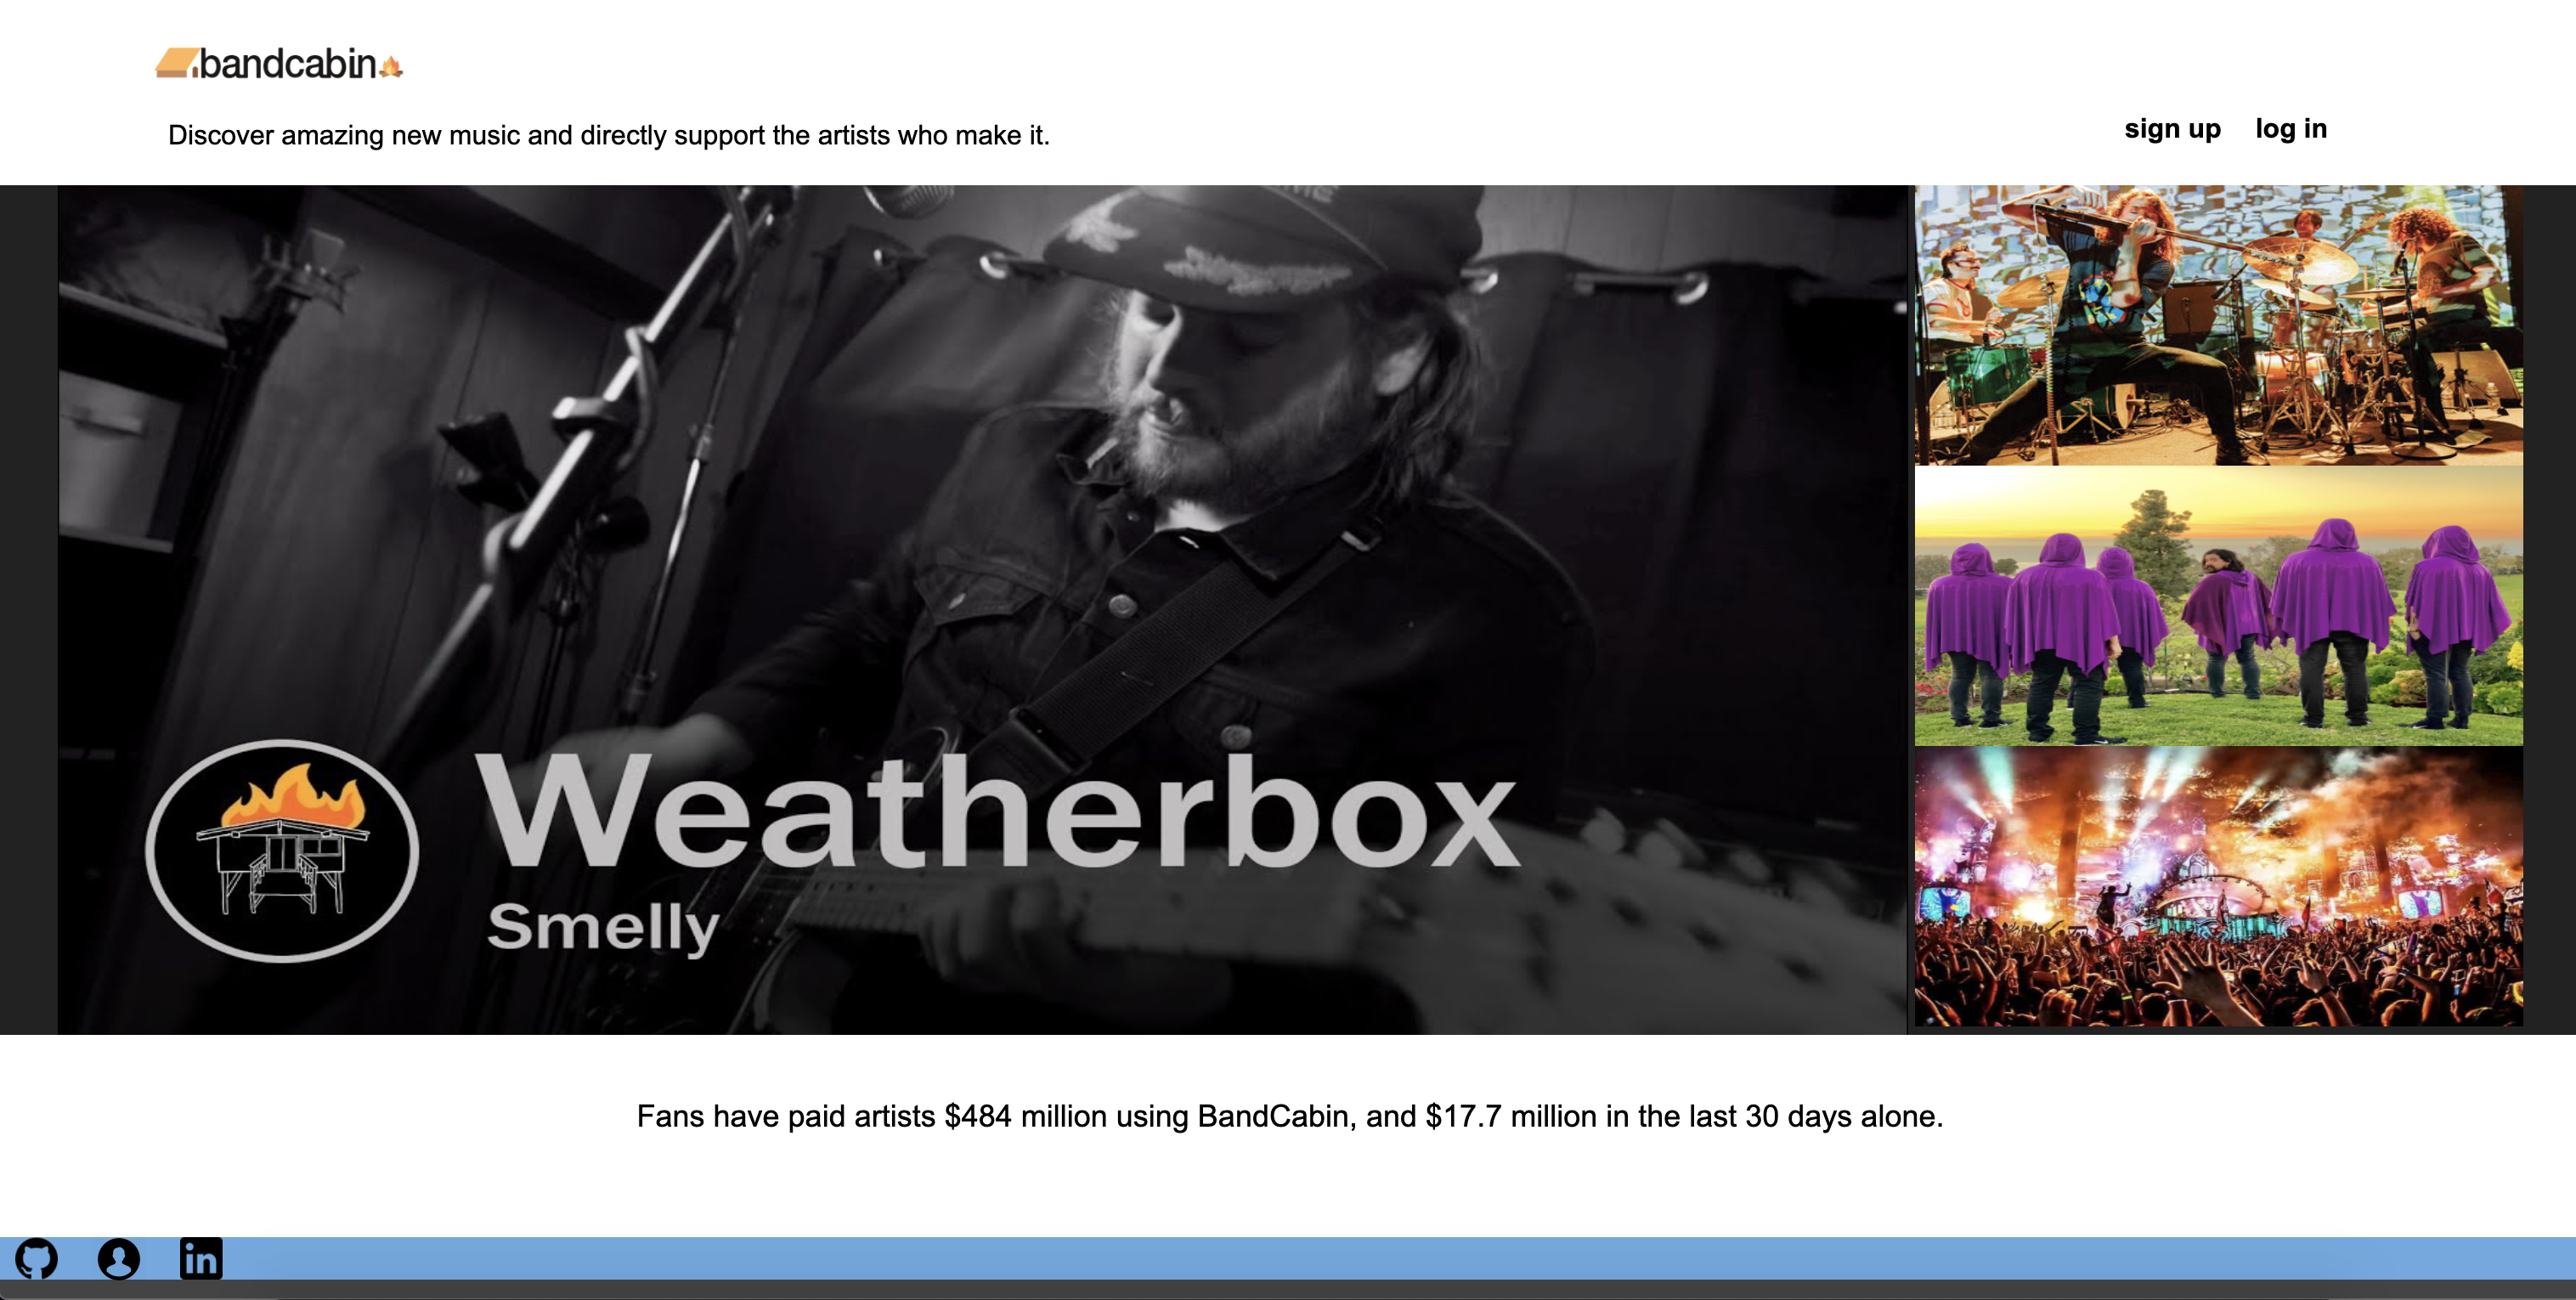 bandcabin
Discover amazing new music and directly support the artists who make it.
sign up log in
Weatherbox
Smelly
Fans have paid artists $484 million using BandCabin, and $17.7 million in the last 30 days alone.
in